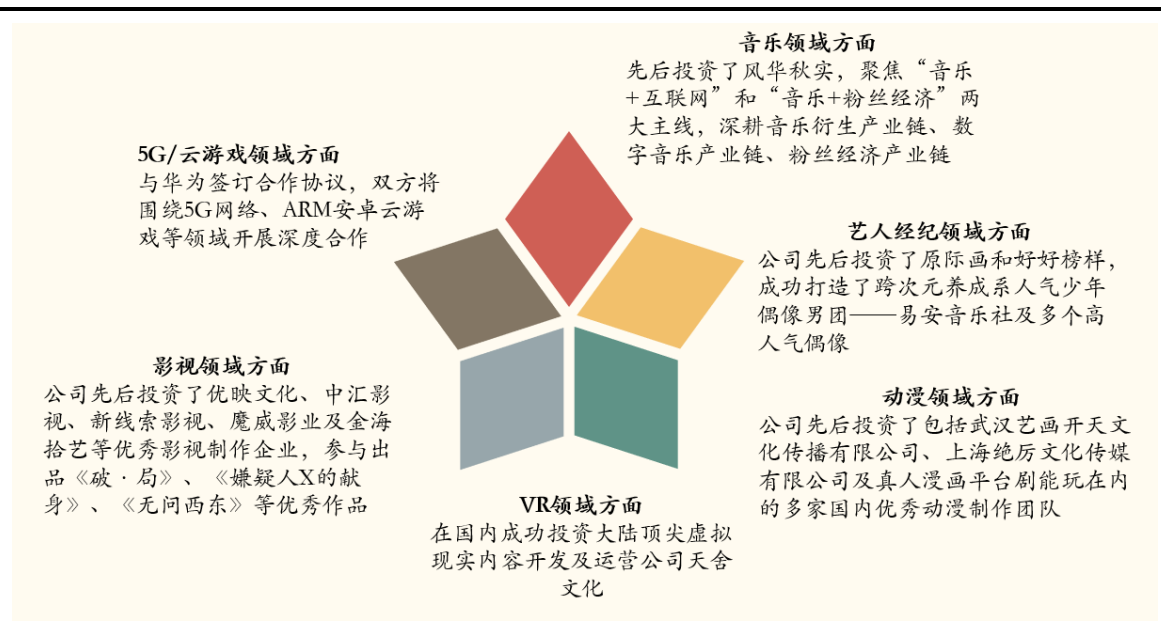 音乐领域方面
先后投资了风华秋实，聚焦“音乐
+互联网”和“音乐+粉丝经济”两
大主线，深耕音乐衍生产业链、数
字音乐产业链、粉丝经济产业链
5G/云游戏领域方面
与华为签订合作协议，双方将
围绕5G网络、ARM安卓云游
戏等领域开展深度合作
艺人经纪领域方面
公司先后投资了原际画和好好榜样，
成功打造了跨次元养成系人气少年
偶像男团——易安音乐社及多个高
人气偶像
影视领域方面
公司先后投资了优映文化、中汇影
视、新线索影视、魔威影业及金海
拾艺等优秀影视制作企业，参与出
品《破·局》、《嫌疑人X的献
身》、《无问西东》等优秀作品
动漫领域方面
公司先后投资了包括武汉艺画开天文
化传播有限公司、上海绝厉文化传媒
有限公司及真人漫画平台剧能玩在内
的多家国内优秀动漫制作团队
VR领域方面
在国内成功投资大陆顶尖虚拟
现实内容开发及运营公司天舍
文化